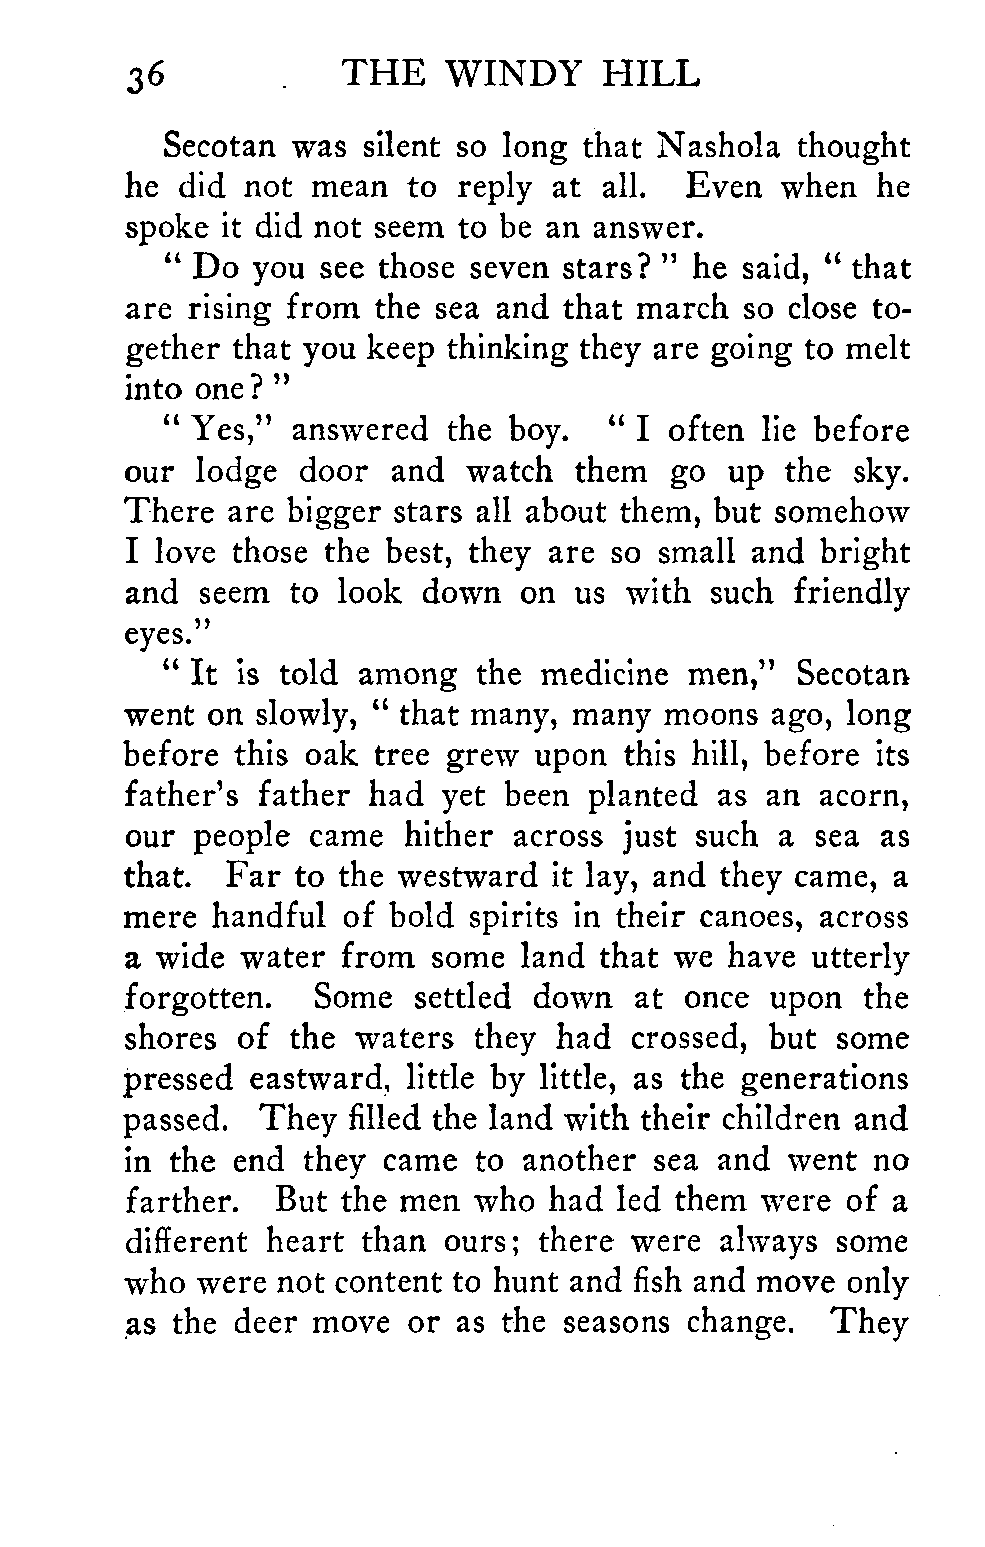 36 THE WINDY HILL
Secotan was silent so long that Nashola thought
he did not mean to reply at all. Even when he
spoke it did not seem to be an answer.
" Do you see those seven stars? " he said, " that
are rising from the sea and that march so close to-
gether that you keep thinking they are going to melt
into one? "
" Yes," answered the boy. " I often lie before
our lodge door and watch them go up the sky.
There are bigger stars all about them, but somehow
I love those the best, they are so small and bright
and seem to look down on us with such friendly
eyes."
" It is told among the medicine men," Secotan
went on slowly, " that many, many moons ago, long
before this oak tree grew upon this hill, before its
father's father had yet been planted as an acorn,
our people came hither across just such a sea as
that. Far to the westward it lay, and they came, a
mere handful of bold spirits in their canoes, across
a wide water from some land that we have utterly
forgotten. Some settled down at once upon the
shores of the waters they had crossed, but some
pressed eastward, little by little, as the generations
passed. They filled the land with their children and
in the end they came to another sea and went no
farther. But the men who had led them were of a
different heart than ours; there were always some
who were not content to hunt and fish and move only
as the deer move or as the seasons change. They